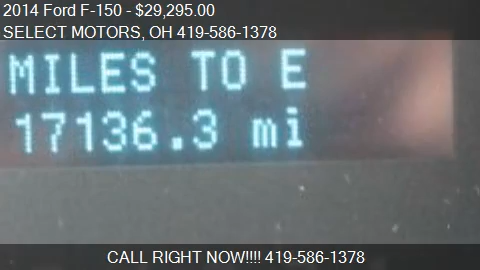 2014 Ford F-150 - $29,295.00
SELECT MOTORS, OH 419-586-1378
MILES TO E
17136.3 mi
CALL RIGHT NOW!!!! 419-586-1378